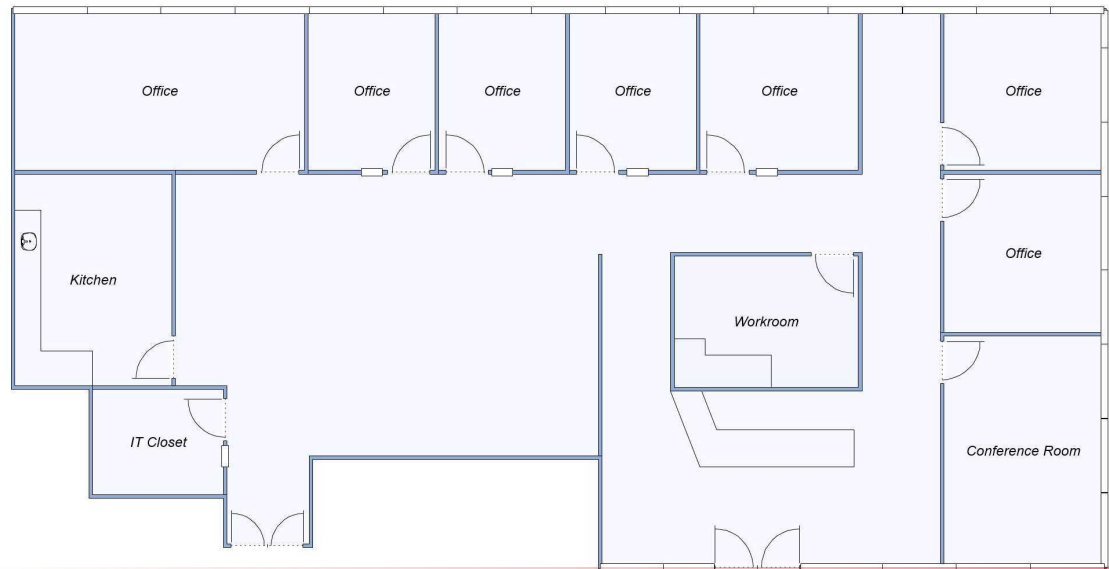 Office
Office
Office
Office
Office
Office
Office
Kitchen
Workroom
IT Closet
Conference Room